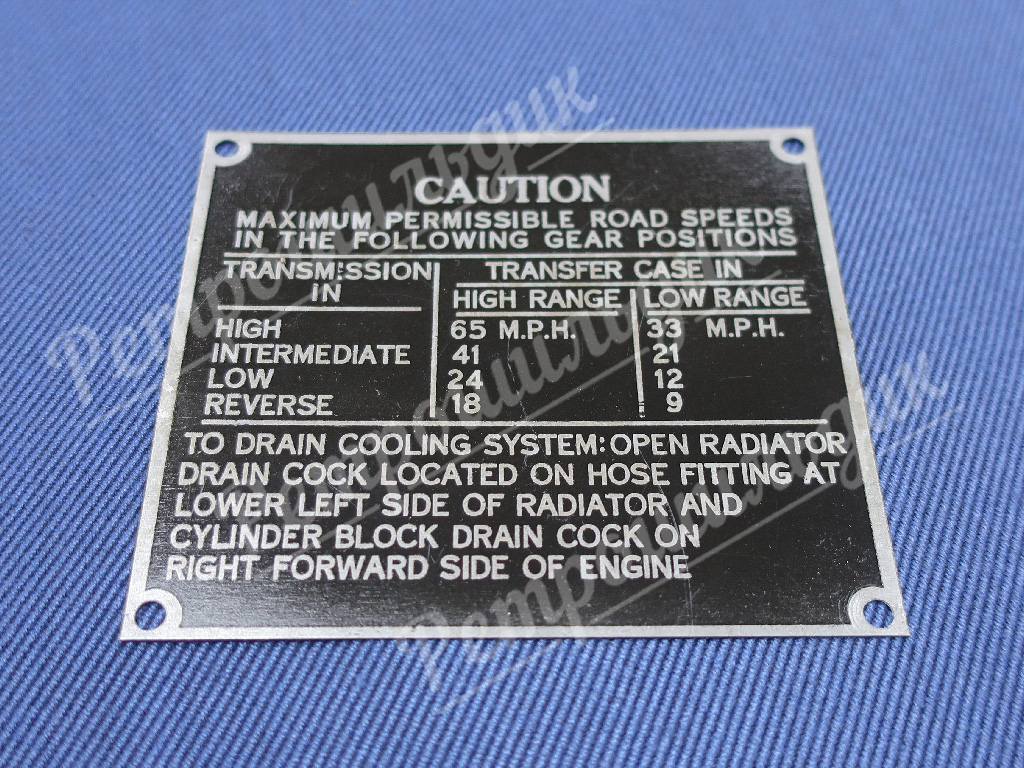 CAUTION
MAXIMUM PERMISSIBLE ROAD SPEEDS
IN THE FOLLOWING GEAR POSITIONS
TRANSMISSION IN
TRANSFER CASE IN
HIGH RANGE LOW RANGE
HIGH 65 M.P.H. 33 M.P.H.
INTERMEDIATE 41 21
LOW 24 12
REVERSE 18 9
TO DRAIN COOLING SYSTEM: OPEN RADIATOR
DRAIN COCK LOCATED ON HOSE FITTING AT
LOWER LEFT SIDE OF RADIATOR AND
CYLINDER BLOCK DRAIN COCK ON
RIGHT FORWARD SIDE OF ENGINE
Ретромильдик
Ретромильдик
Ретромильдик